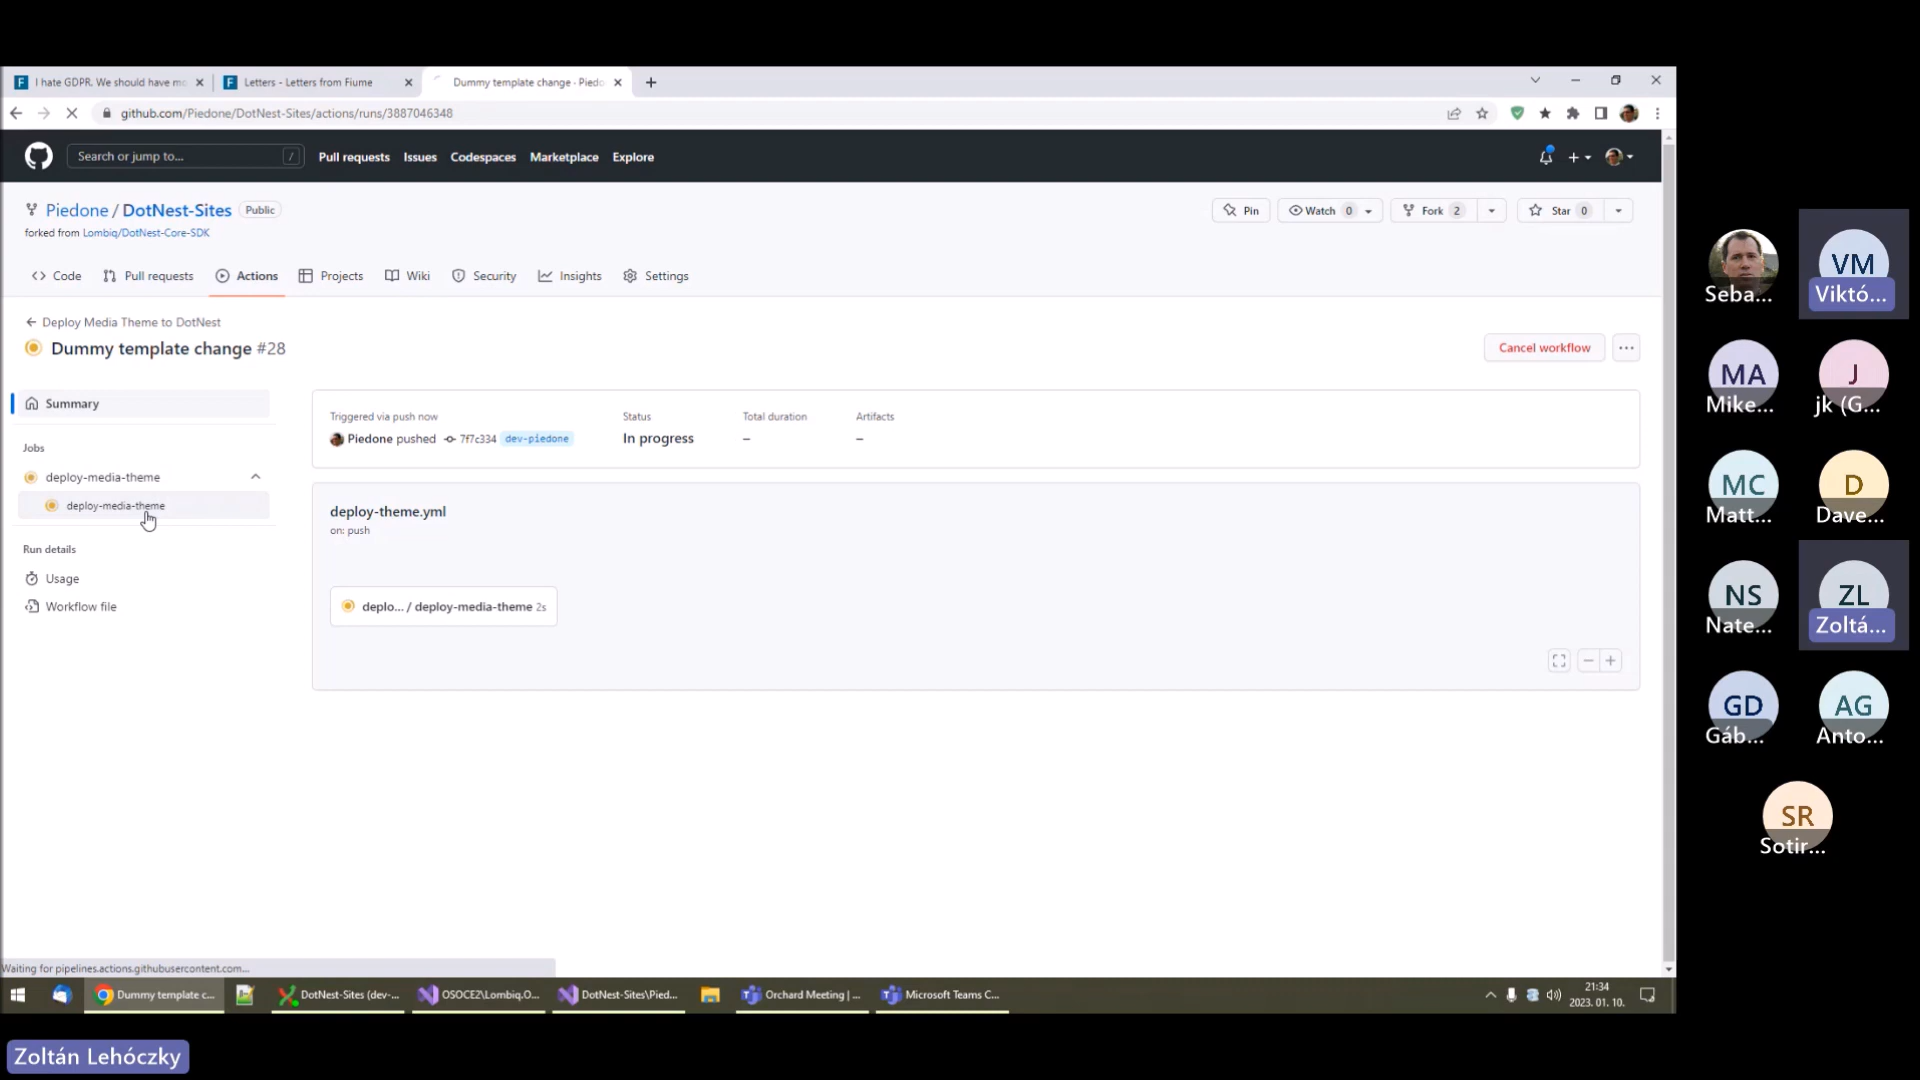 I hate GDPR. We should have mo
Letters - Letters from Fiume
Dummy template change · Piedo
github.com/Piedone/DotNest-Sites/actions/runs/3887046348
Search or jump to...
/
Pull requests
Issues
Codespaces
Marketplace
Explore
Piedone / DotNest-Sites
Public
forked from Lombiq/DotNest-Core-SDK
Pin
Watch 0
Fork 2
Star 0
Code
Pull requests
Actions
Projects
Wiki
Security
Insights
Settings
Deploy Media Theme to DotNest
Dummy template change #28
Cancel workflow
Summary
Jobs
deploy-media-theme
deploy-media-theme
Run details
Usage
Workflow file
Triggered via push now
Piedone pushed 7f7c334 dev-piedone
Status
In progress
Total duration
–
Artifacts
–
deploy-theme.yml
on: push
deplo... / deploy-media-theme 2s
Waiting for pipelines.actions.githubusercontent.com...
Dummy template c...
DotNest-Sites (dev-...
OSOCE2\Lombiq.O...
DotNest-Sites\Pied...
Orchard Meeting | ...
Microsoft Teams C...
21:34
2023. 01. 10.
Seba...
VM
Viktó...
MA
Mike...
J
jk (G...
MC
Matt...
D
Dave...
NS
Nate...
ZL
Zoltá...
GD
Gáb...
AG
Anto...
SR
Sotir...
Zoltán Lehóczky